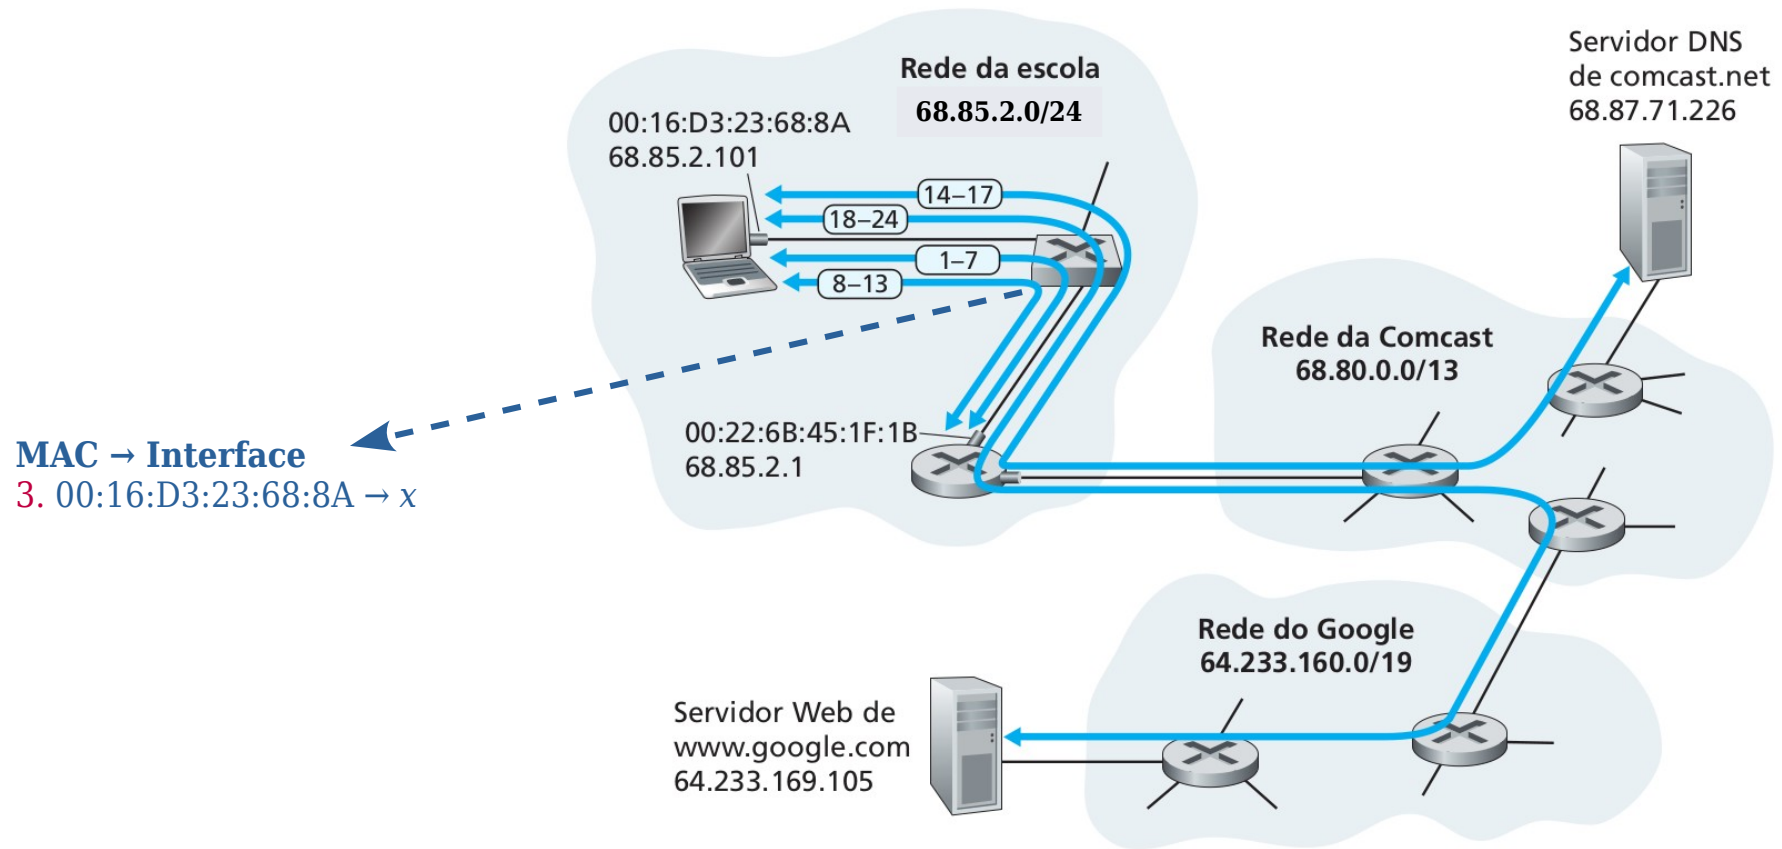 Rede da escola
68.85.2.0/24
00:16:D3:23:68:8A
68.85.2.101
14–17
18–24
1–7
8–13
Servidor DNS
de comcast.net
68.87.71.226
Rede da Comcast
68.80.0.0/13
00:22:6B:45:1F:1B
68.85.2.1
MAC → Interface
3. 00:16:D3:23:68:8A → x
Rede do Google
64.233.160.0/19
Servidor Web de
www.google.com
64.233.169.105